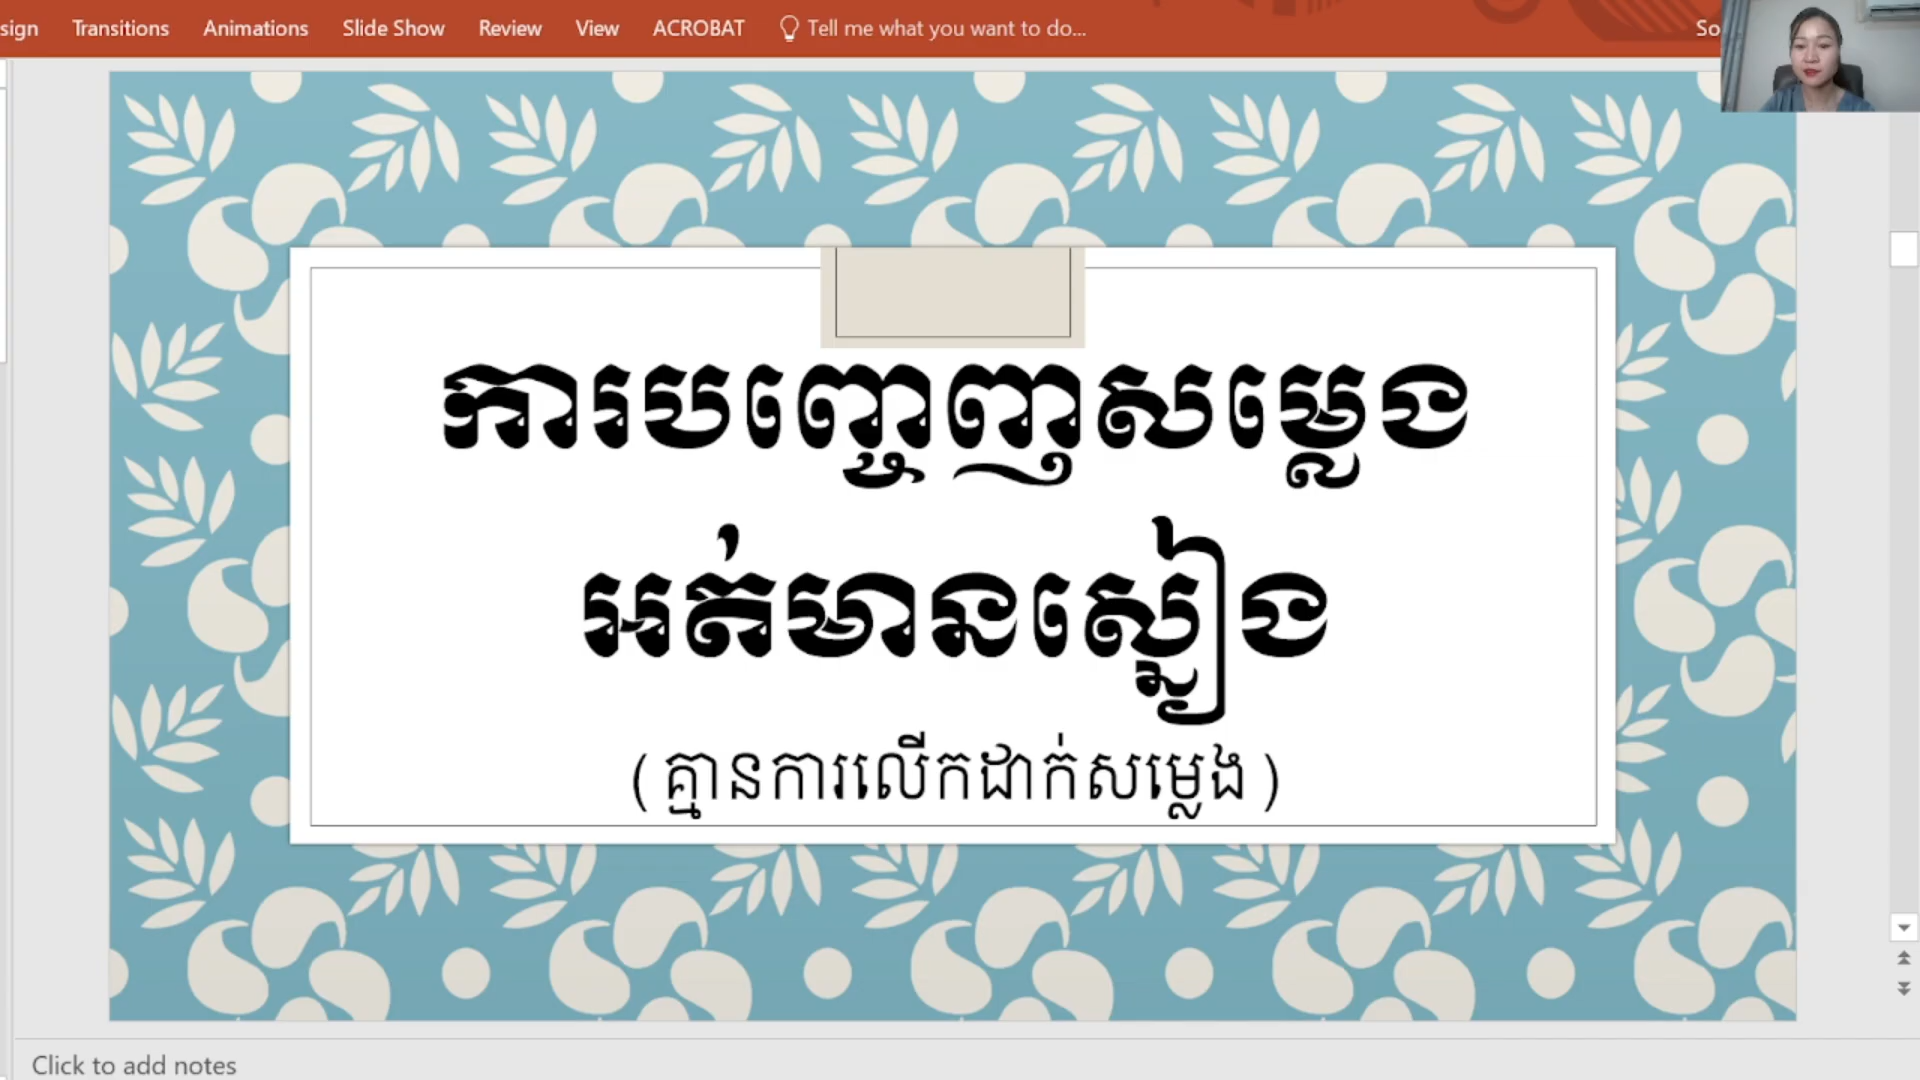 sign Transitions Animations Slide Show Review View ACROBAT Tell me what you want to do... So
ការបញ្ចេញសម្លេង
អត់មានស្នៀង
( គ្មានការលើកដាក់សម្លេង )
Click to add notes